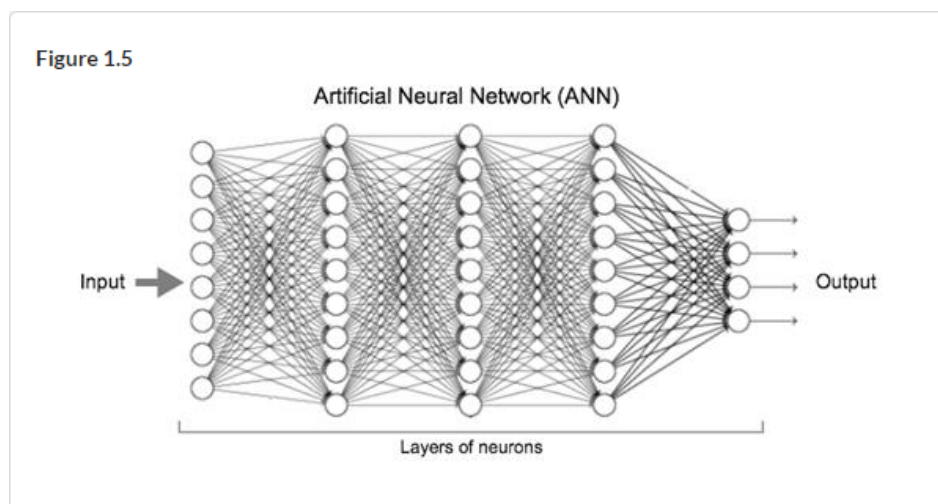 Figure 1.5
Artificial Neural Network (ANN)
Input
Output
Layers of neurons